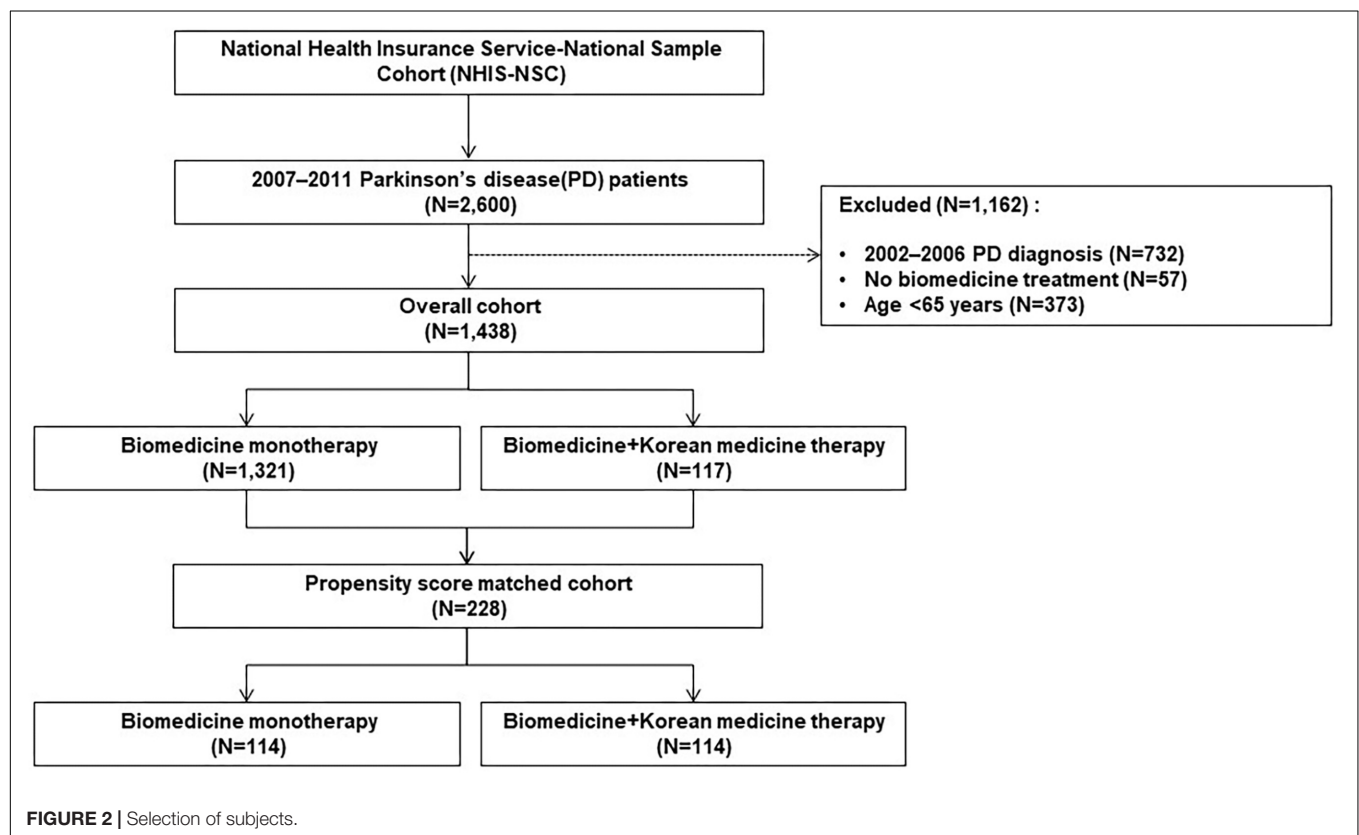 National Health Insurance Service-National Sample
Cohort (NHIS-NSC)
2007–2011 Parkinson's disease(PD) patients
(N=2,600)
Excluded (N=1,162) :
• 2002–2006 PD diagnosis (N=732)
• No biomedicine treatment (N=57)
• Age <65 years (N=373)
Overall cohort
(N=1,438)
Biomedicine monotherapy
(N=1,321)
Biomedicine+Korean medicine therapy
(N=117)
Propensity score matched cohort
(N=228)
Biomedicine monotherapy
(N=114)
Biomedicine+Korean medicine therapy
(N=114)
FIGURE 2 | Selection of subjects.